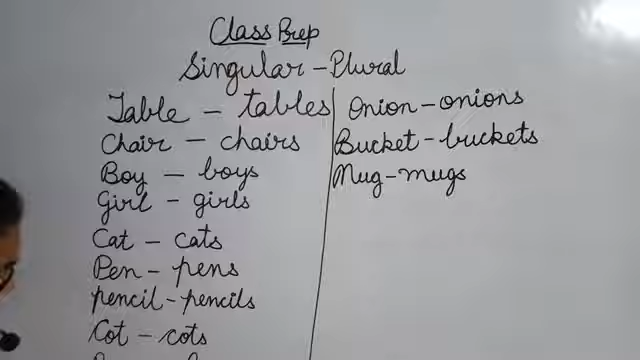 Class Prep
Singular - Plural
Table - tables
Chair - chairs
Boy - boys
Girl - girls
Cat - cats
Pen - pens
pencil - pencils
Cot - cots
Onion - onions
Bucket - buckets
Mug - mugs